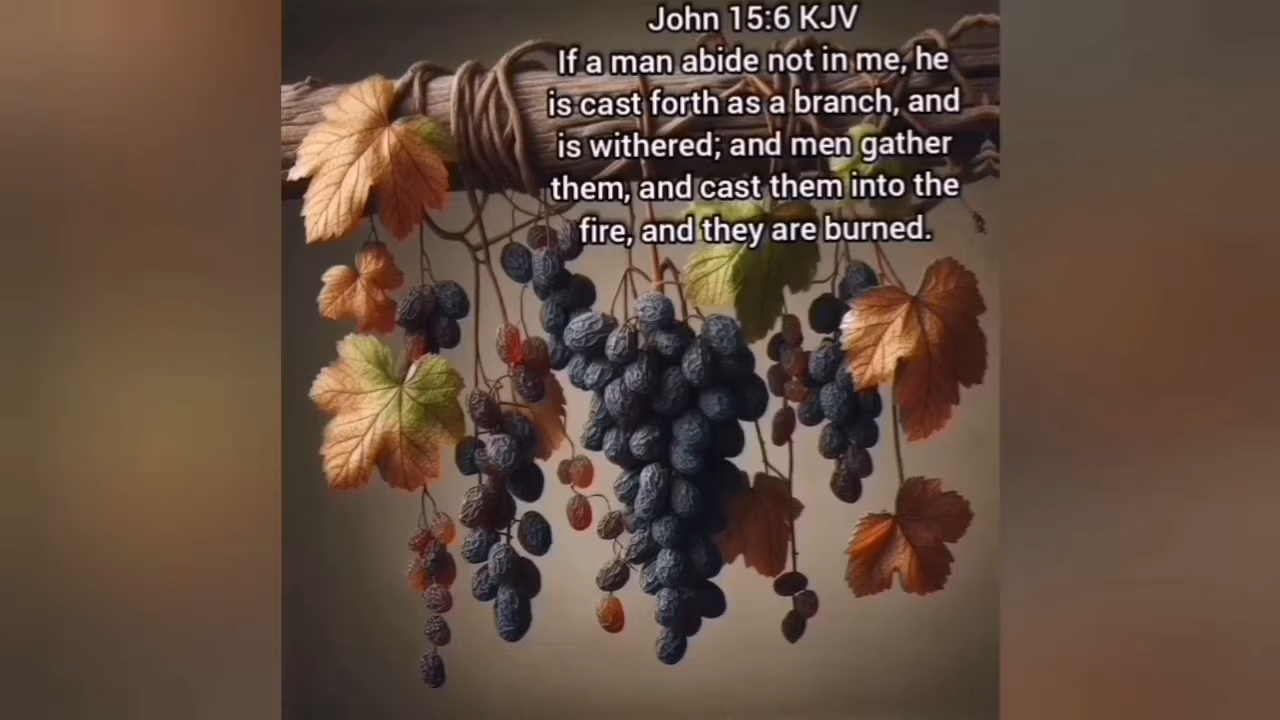 John 15:6 KJV
If a man abide not in me, he
is cast forth as a branch, and
is withered; and men gather
them, and cast them into the
fire, and they are burned.